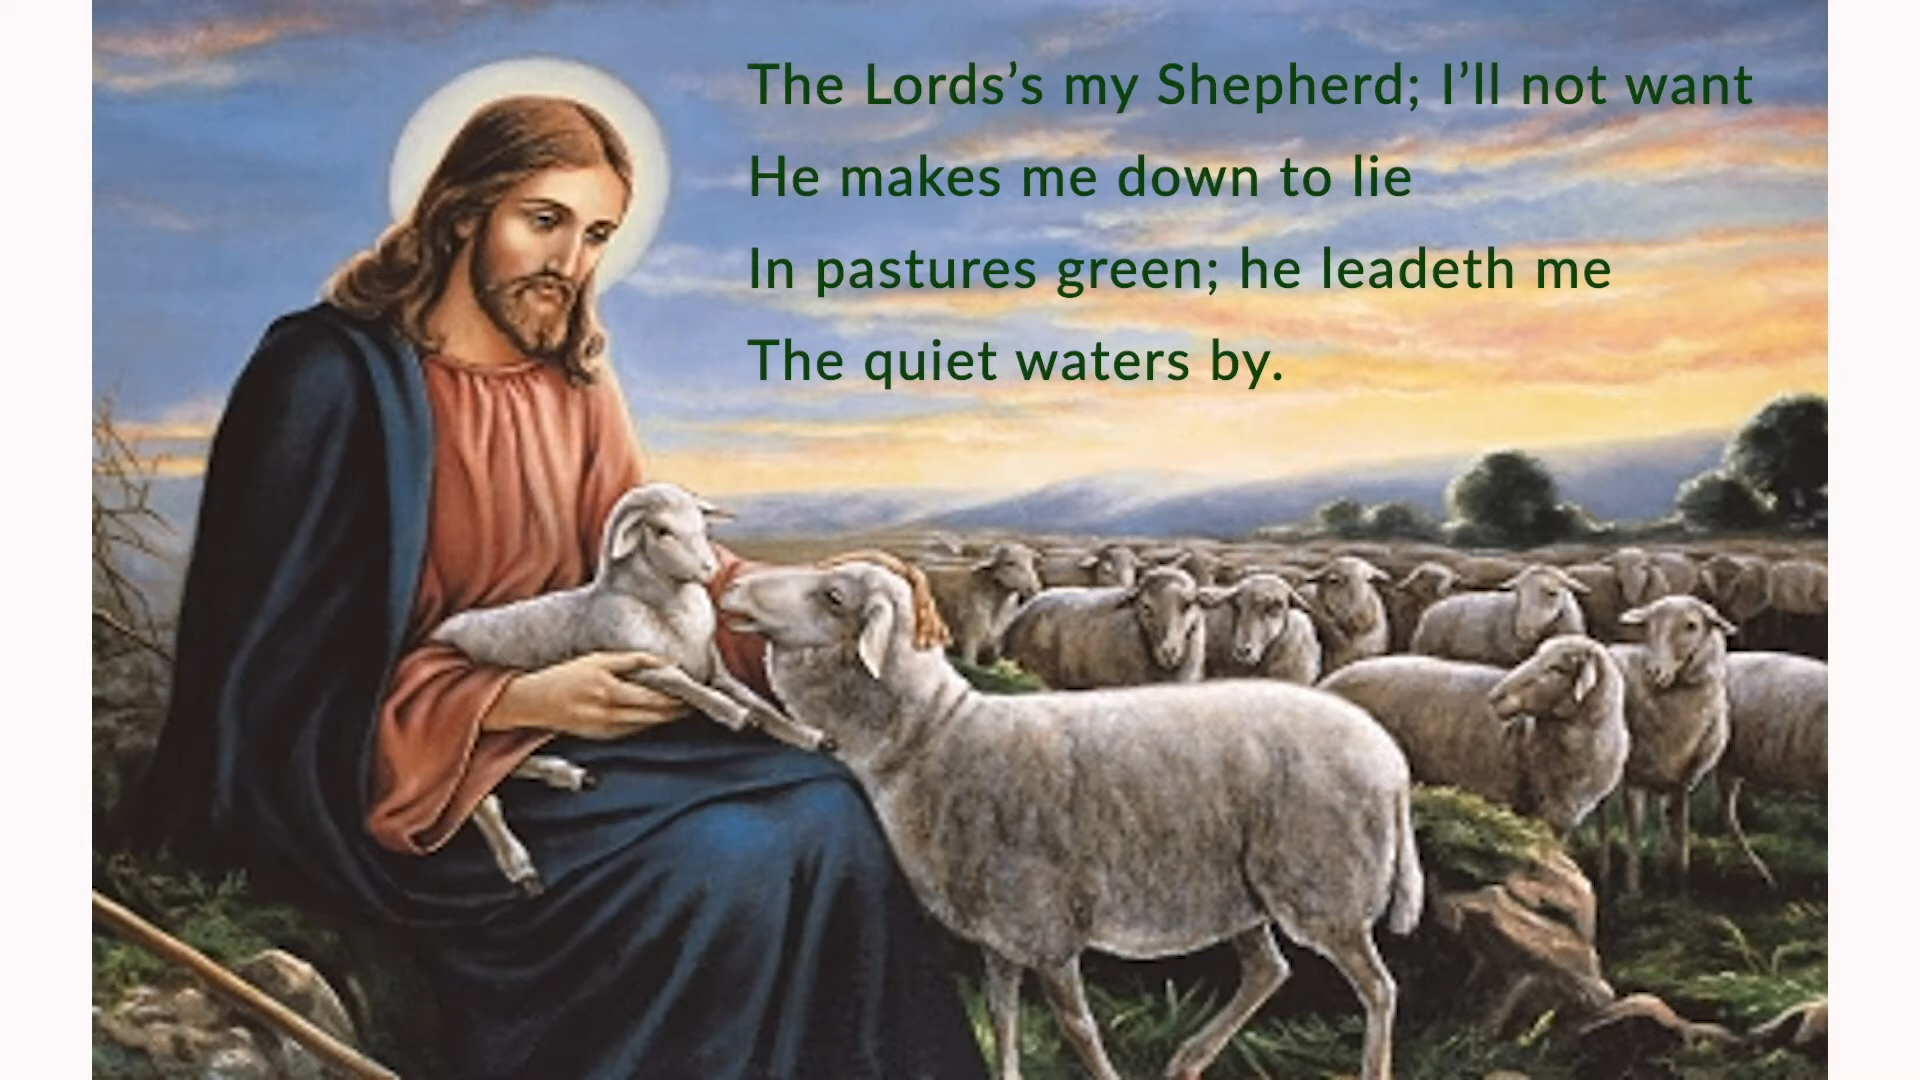 The Lords’s my Shepherd; I’ll not want
He makes me down to lie
In pastures green; he leadeth me
The quiet waters by.